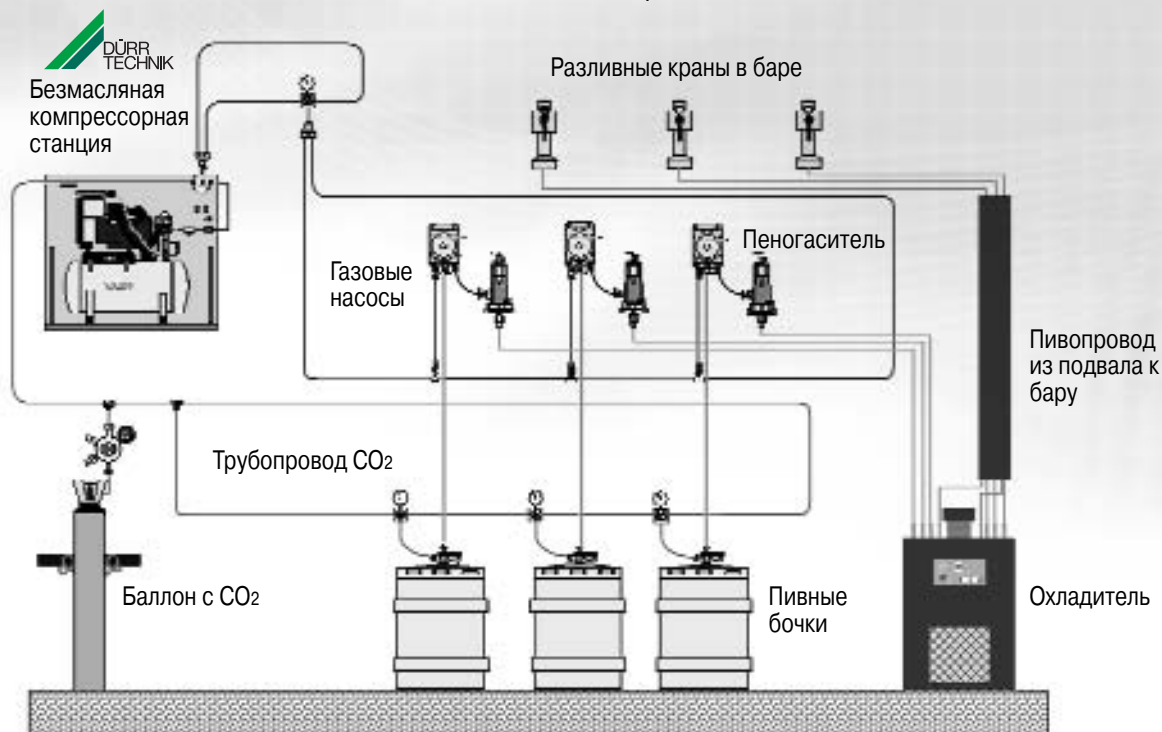 DÜRR
TECHNIK
Безмасляная
компрессорная
станция
Разливные краны в баре
Газовые
насосы
Пеногаситель
Пивопровод
из подвала к
бару
Трубопровод CO2
Баллон с CO2
Пивные
бочки
Охладитель